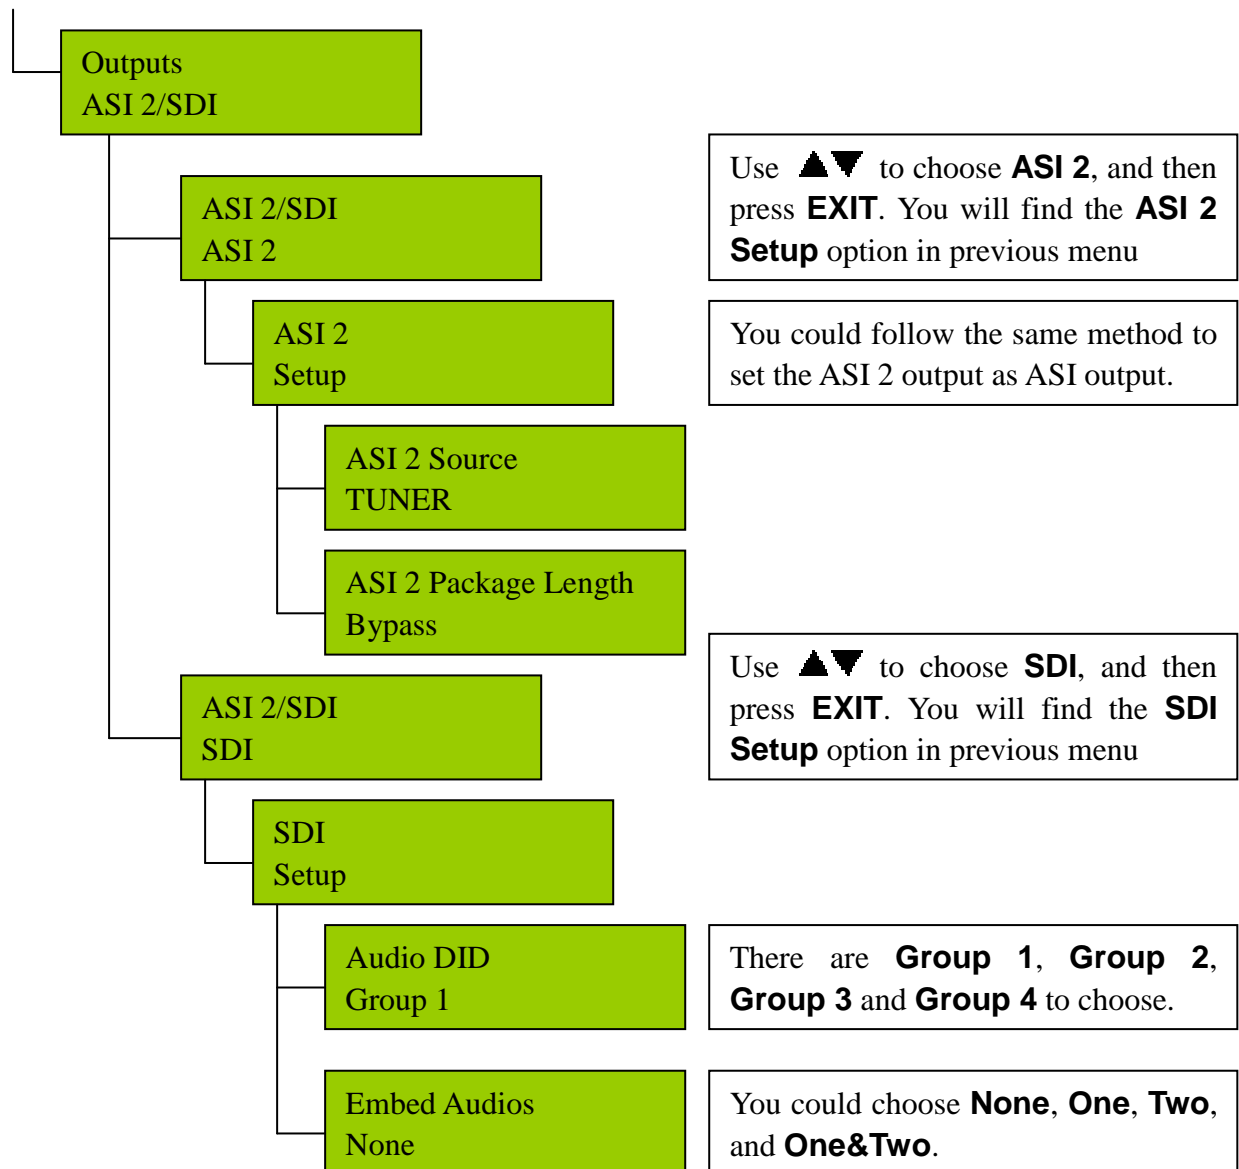 Outputs
ASI 2/SDI
ASI 2/SDI
ASI 2
Use ▲▼ to choose ASI 2, and then
press EXIT. You will find the ASI 2
Setup option in previous menu
ASI 2
Setup
You could follow the same method to
set the ASI 2 output as ASI output.
ASI 2 Source
TUNER
ASI 2 Package Length
Bypass
ASI 2/SDI
SDI
Use ▲▼ to choose SDI, and then
press EXIT. You will find the SDI
Setup option in previous menu
SDI
Setup
Audio DID
Group 1
There are Group 1, Group 2,
Group 3 and Group 4 to choose.
Embed Audios
None
You could choose None, One, Two,
and One&Two.